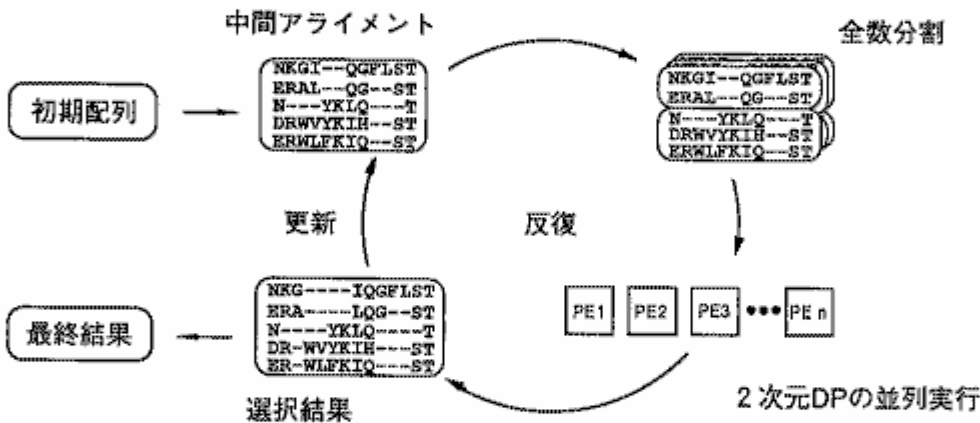 中間アライメント
全数分割
初期配列
NKGI--QGFLST
ERAL--QG--ST
N---YKLQ---T
DRWVYKIH--ST
ERWLFKIQ--ST
NKGI--QGFLST
ERAL--QG--ST
N---YKLQ---T
DRWVYKIH--ST
ERWLFKIQ--ST
更新
反復
最終結果
NKG----IQGFLST
ERA----LQG--ST
N----YKLQ----T
DR-WVYKIH---ST
ER-WLFKIQ---ST
選択結果
PE1 PE2 PE3 ●●● PE n
2次元DPの並列実行